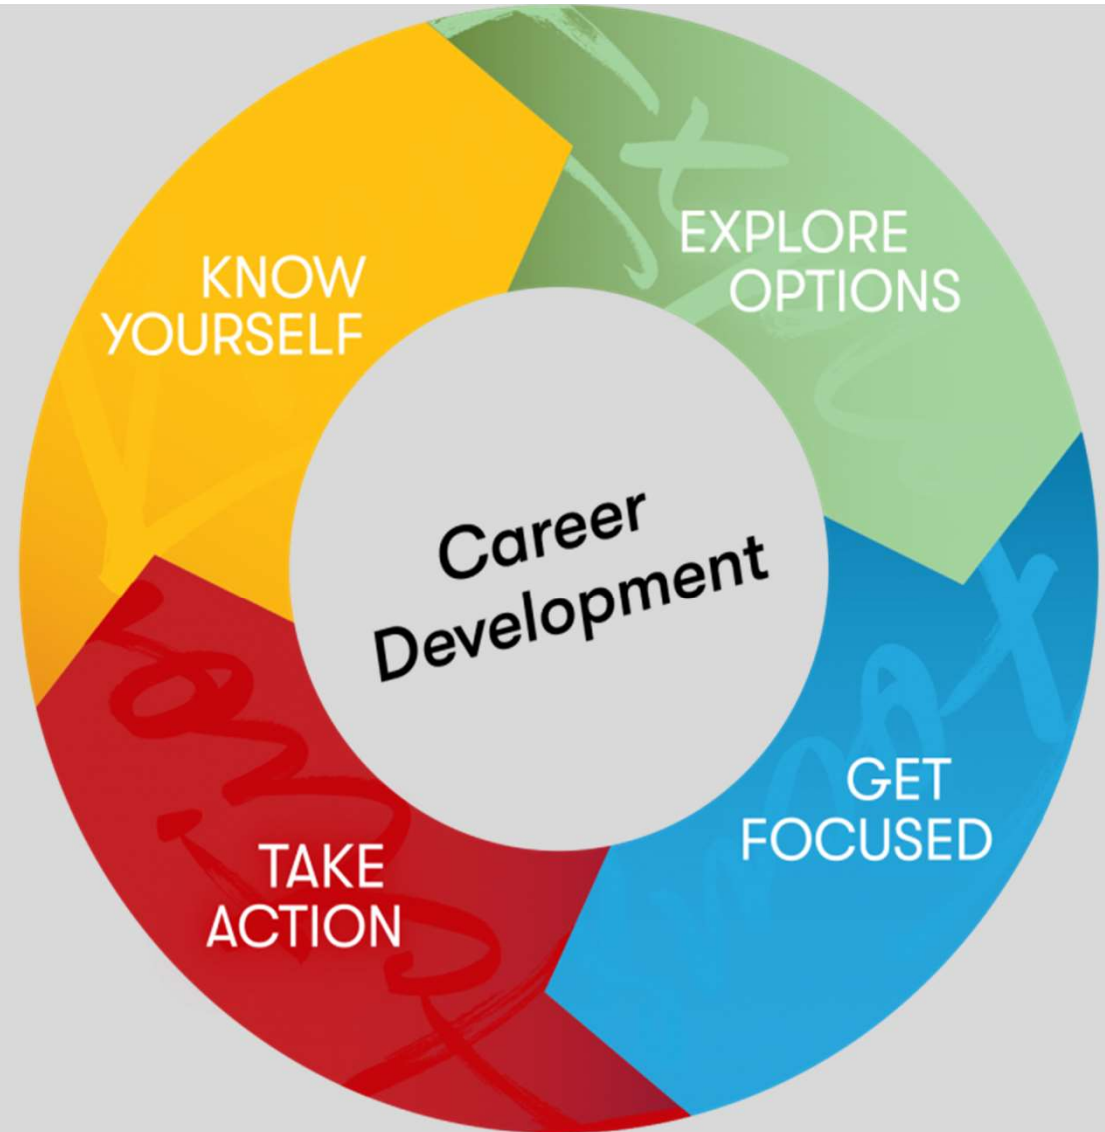 KNOW
YOURSELF
EXPLORE
OPTIONS
GET
FOCUSED
TAKE
ACTION
Career
Development